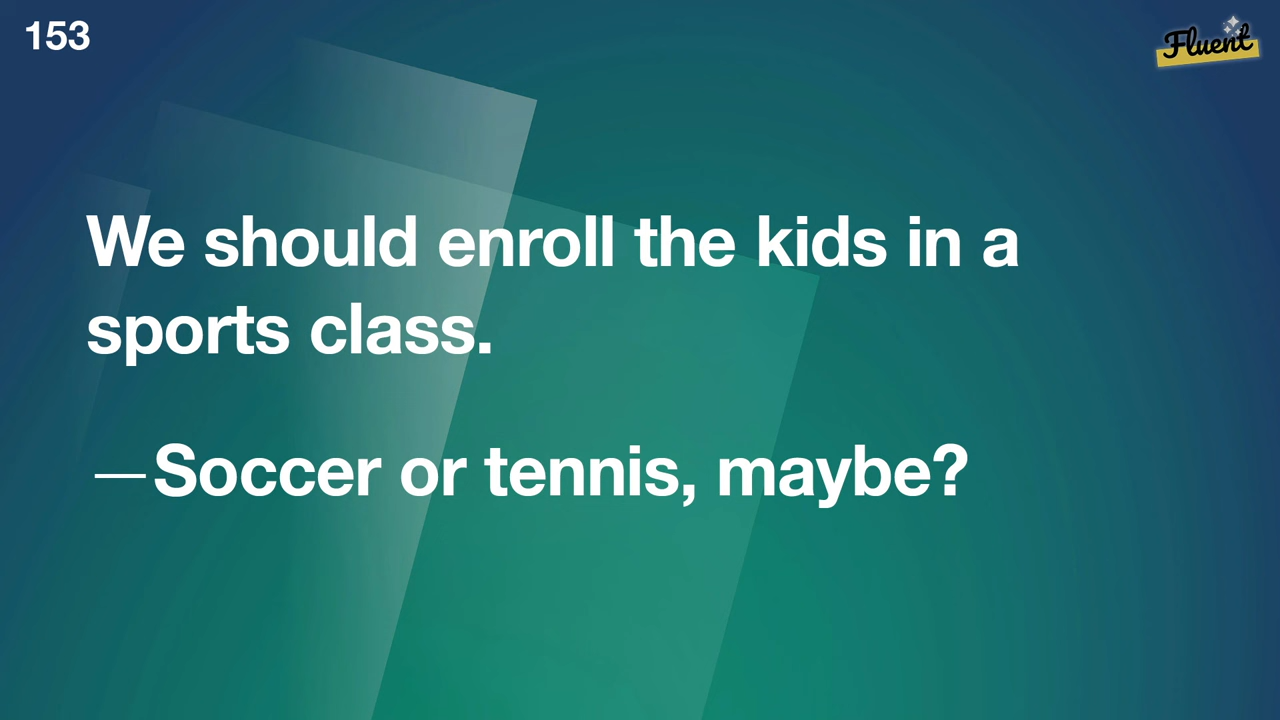 153
Fluent
We should enroll the kids in a
sports class.
—Soccer or tennis, maybe?